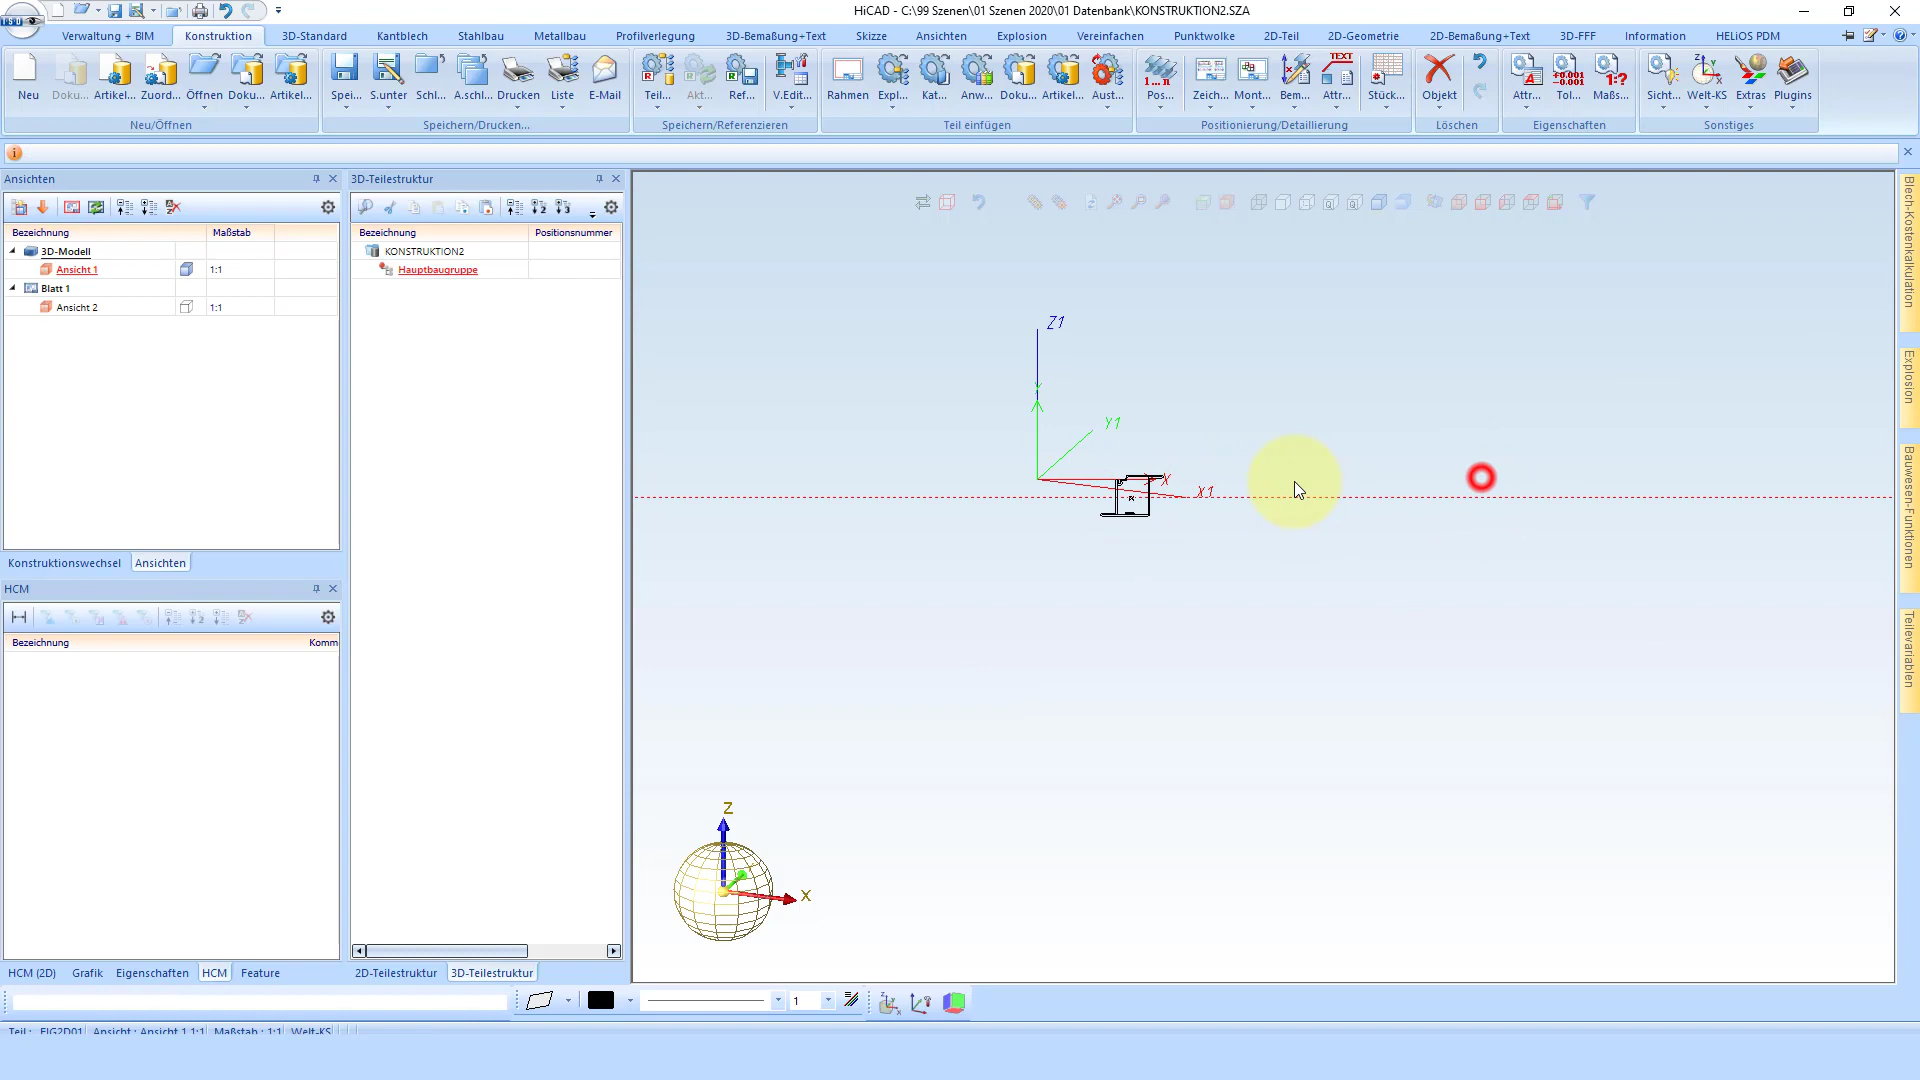 HiCAD - C:\99 Szenen\01 Szenen 2020\01 Datenbank\KONSTRUKTION2.SZA
ISD
Verwaltung + BIM Konstruktion 3D-Standard Kantblech Stahlbau Metallbau Profilverlegung 3D-Bemaßung+Text Skizze Ansichten Explosion Vereinfachen Punktwolke 2D-Teil 2D-Geometrie 2D-Bemaßung+Text 3D-FFF Information HELiOS PDM
Neu Doku... Artikel... Zuord... Öffnen Doku... Artikel... Spei... S.unter Schl... A.schl... Drucken Liste E-Mail Teil... Akt... Ref... V.Edit... Rahmen Expl... Kat... Anw... Doku... Artikel... Aust... Pos... Zeich... Mont... Bem... Attr... Stück... Objekt Attr... Tol... Maßs... Sicht... Welt-KS Extras Plugins
Neu/Öffnen Speichern/Drucken... Speichern/Referenzieren Teil einfügen Positionierung/Detaillierung Löschen Eigenschaften Sonstiges
Ansichten
Bezeichnung Maßstab
3D-Modell
Ansicht 1 1:1
Blatt 1
Ansicht 2 1:1
Konstruktionswechsel Ansichten
HCM
Bezeichnung Komm
HCM (2D) Grafik Eigenschaften HCM Feature
3D-Teilestruktur
Bezeichnung Positionsnummer
KONSTRUKTION2
Hauptbaugruppe
2D-Teilestruktur 3D-Teilestruktur
Z1
Y
Y1
X
X1
Z
X
Blech-Kostenkalkulation
Explosion
Bauwesen-Funktionen
Teilevariablen
1
Teil : FIG2D01 Ansicht : Ansicht 1 1:1 Maßstab : 1:1 Welt-KS